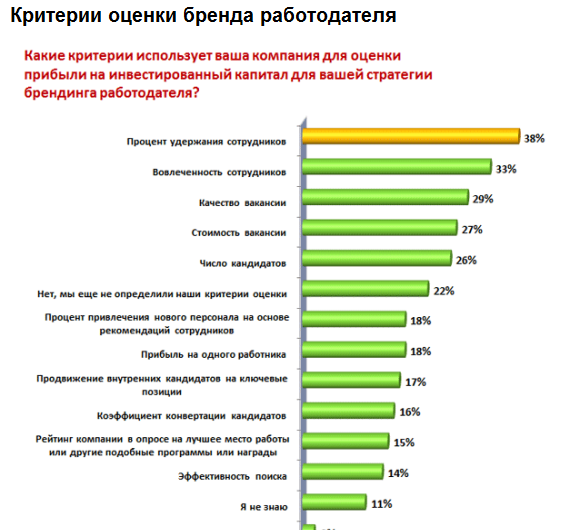 Критерии оценки бренда работодателя
Какие критерии использует ваша компания для оценки
прибыли на инвестированный капитал для вашей стратегии
брендинга работодателя?
Процент удержания сотрудников 38%
Вовлеченность сотрудников 33%
Качество вакансии 29%
Стоимость вакансии 27%
Число кандидатов 26%
Нет, мы еще не определили наши критерии оценки 22%
Процент привлечения нового персонала на основе
рекомендаций сотрудников 18%
Прибыль на одного работника 18%
Продвижение внутренних кандидатов на ключевые
позиции 17%
Коэффициент конвертации кандидатов 16%
Рейтинг компании в опросе на лучшее место работы
или другие подобные программы или награды 15%
Эффективность поиска 14%
Я не знаю 11%